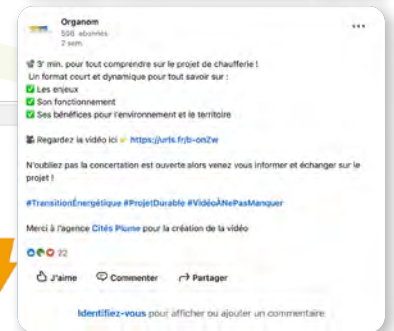 Organom
598 abonnés
2 sem.
📽 3' min. pour tout comprendre sur le projet de chaufferie !
Un format court et dynamique pour tout savoir sur :
✅ Les enjeux
✅ Son fonctionnement
✅ Ses bénéfices pour l'environnement et le territoire
🎥 Regardez la vidéo ici 👉 https://urls.fr/b-onZw
N'oubliez pas la concertation est ouverte alors venez vous informer et échanger sur le
projet !
#TransitionÉnergétique #ProjetDurable #VidéoÀNePasManquer
Merci à l'agence Cités Plume pour la création de la vidéo
22
J'aime Commenter Partager
Identifiez-vous pour afficher ou ajouter un commentaire